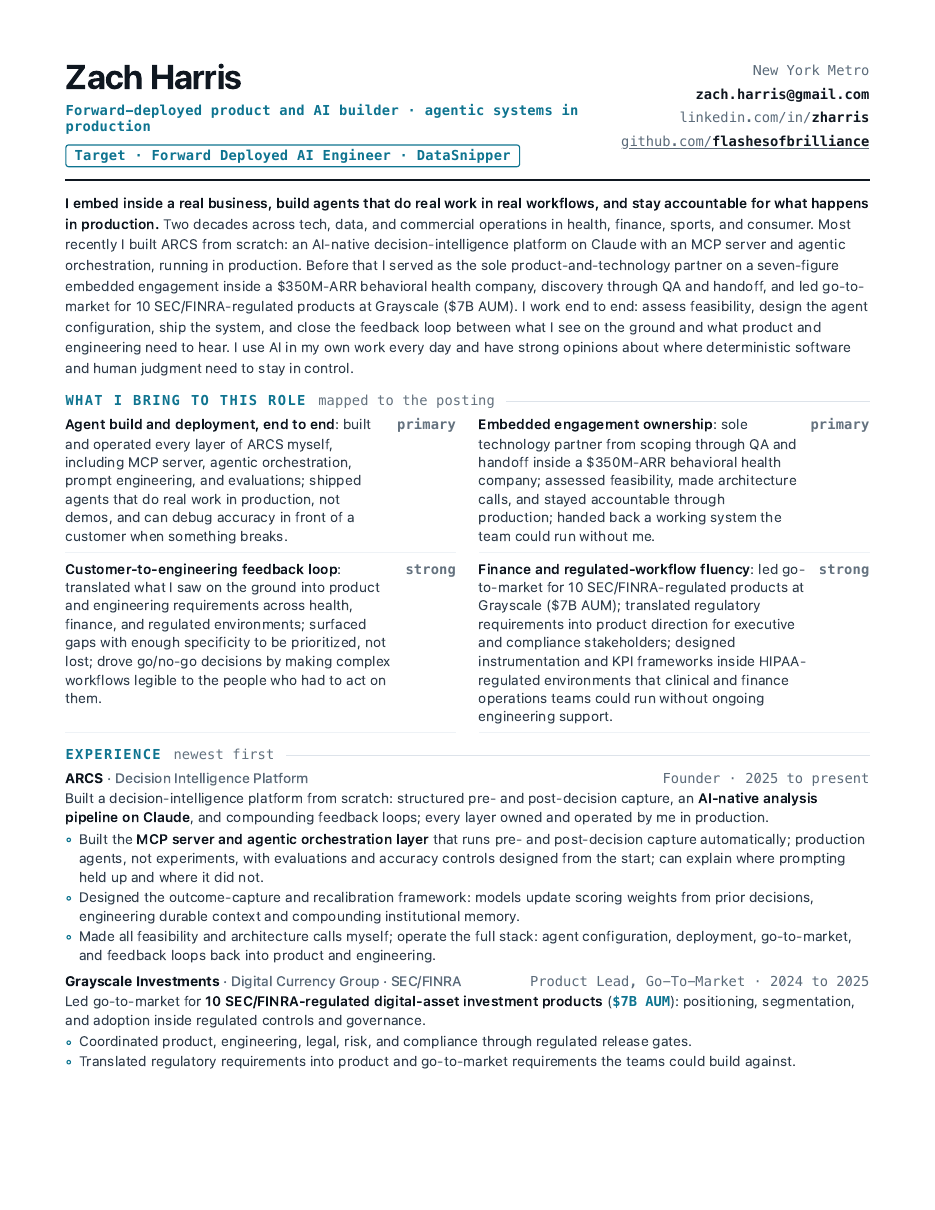 Zach Harris
Forward-deployed product and AI builder · agentic systems in
production
Target · Forward Deployed AI Engineer · DataSnipper
New York Metro
zach.harris@gmail.com
linkedin.com/in/zharris
github.com/flashesofbrilliance
I embed inside a real business, build agents that do real work in real workflows, and stay accountable for what happens
in production. Two decades across tech, data, and commercial operations in health, finance, sports, and consumer. Most
recently I built ARCS from scratch: an AI-native decision-intelligence platform on Claude with an MCP server and agentic
orchestration, running in production. Before that I served as the sole product-and-technology partner on a seven-figure
embedded engagement inside a $350M-ARR behavioral health company, discovery through QA and handoff, and led go-to-
market for 10 SEC/FINRA-regulated products at Grayscale ($7B AUM). I work end to end: assess feasibility, design the agent
configuration, ship the system, and close the feedback loop between what I see on the ground and what product and
engineering need to hear. I use AI in my own work every day and have strong opinions about where deterministic software
and human judgment need to stay in control.
WHAT I BRING TO THIS ROLE mapped to the posting
Agent build and deployment, end to end: built primary
and operated every layer of ARCS myself,
including MCP server, agentic orchestration,
prompt engineering, and evaluations; shipped
agents that do real work in production, not
demos, and can debug accuracy in front of a
customer when something breaks.
Embedded engagement ownership: sole primary
technology partner from scoping through QA and
handoff inside a $350M-ARR behavioral health
company; assessed feasibility, made architecture
calls, and stayed accountable through
production; handed back a working system the
team could run without me.
Customer-to-engineering feedback loop: strong
translated what I saw on the ground into product
and engineering requirements across health,
finance, and regulated environments; surfaced
gaps with enough specificity to be prioritized, not
lost; drove go/no-go decisions by making complex
workflows legible to the people who had to act on
them.
Finance and regulated-workflow fluency: led go- strong
to-market for 10 SEC/FINRA-regulated products at
Grayscale ($7B AUM); translated regulatory
requirements into product direction for executive
and compliance stakeholders; designed
instrumentation and KPI frameworks inside HIPAA-
regulated environments that clinical and finance
operations teams could run without ongoing
engineering support.
EXPERIENCE newest first
ARCS · Decision Intelligence Platform Founder · 2025 to present
Built a decision-intelligence platform from scratch: structured pre- and post-decision capture, an AI-native analysis
pipeline on Claude, and compounding feedback loops; every layer owned and operated by me in production.
Built the MCP server and agentic orchestration layer that runs pre- and post-decision capture automatically; production
agents, not experiments, with evaluations and accuracy controls designed from the start; can explain where prompting
held up and where it did not.
Designed the outcome-capture and recalibration framework: models update scoring weights from prior decisions,
engineering durable context and compounding institutional memory.
Made all feasibility and architecture calls myself; operate the full stack: agent configuration, deployment, go-to-market,
and feedback loops back into product and engineering.
Grayscale Investments · Digital Currency Group · SEC/FINRA Product Lead, Go-To-Market · 2024 to 2025
Led go-to-market for 10 SEC/FINRA-regulated digital-asset investment products ($7B AUM): positioning, segmentation,
and adoption inside regulated controls and governance.
Coordinated product, engineering, legal, risk, and compliance through regulated release gates.
Translated regulatory requirements into product and go-to-market requirements the teams could build against.